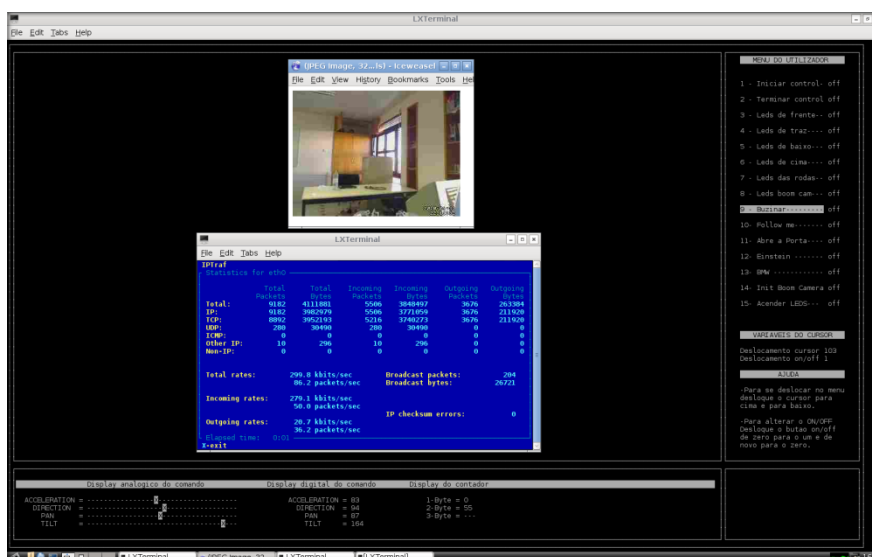 LXTerminal
File Edit Tabs Help
(JPEG Image, 32...ls) - Iceweasel
File Edit View History Bookmarks Tools Hel
LXTerminal
File Edit Tabs Help
IPTraf
Statistics for eth0
Total Total Incoming Incoming Outgoing Outgoing
Packets Bytes Packets Bytes Packets Bytes
Total: 9182 4111881 5506 3848497 3676 263384
IP: 9182 3982979 5506 3771059 3676 211920
TCP: 8892 3952193 5216 3740273 3676 211920
UDP: 280 30490 280 30490 0 0
ICMP: 0 0 0 0 0 0
Other IP: 10 296 10 296 0 0
Non-IP: 0 0 0 0 0 0
Total rates: 299.8 kbits/sec Broadcast packets: 204
86.2 packets/sec Broadcast bytes: 26721
Incoming rates: 279.1 kbits/sec
50.0 packets/sec
IP checksum errors: 0
Outgoing rates: 20.7 kbits/sec
36.2 packets/sec
Elapsed time: 0:01
X-exit
MENU DO UTILIZADOR
1 - Iniciar control- off
2 - Terminar control off
3 - Leds de frente-- off
4 - Leds de traz---- off
5 - Leds de baixo--- off
6 - Leds de cima---- off
7 - Leds das rodas-- off
8 - Leds boom cam--- off
9 - Buzinar--------- off
10- Follow me------- off
11- Abre a Porta---- off
12- Einstein ------- off
13- BMW ------------ off
14- Init Boom Camera off
15- Acender LEDS--- off
VARIAVEIS DO CURSOR
Deslocamento cursor 103
Deslocamento on/off 1
AJUDA
-Para se deslocar no menu
desloque o cursor para
cima e para baixo.
-Para alterar o ON/OFF
Desloque o butao on/off
de zero para o um e de
novo para o zero.
Display analogico do comando Display digital do comando Display do contador
ACCELERATION = ---------------X----------------- ACCELERATION = 83 1-Byte = 0
DIRECTION = -----------------X--------------- DIRECTION = 94 2-Byte = 55
PAN = ----------------X---------------- PAN = 87 3-Byte = ---
TILT = ------------------------------X-- TILT = 164
LXTerminal (JPEG Image, 32... LXTerminal [LXTerminal]